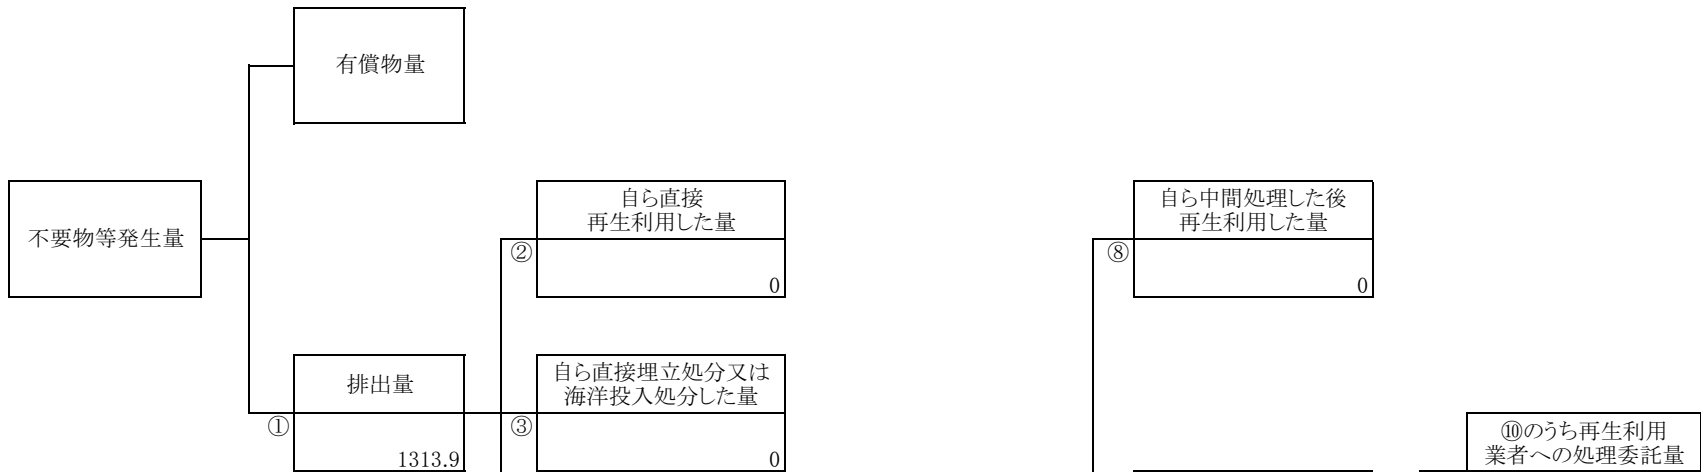 有償物量
不要物等発生量
自ら直接
再生利用した量
②
0
自ら中間処理した後
再生利用した量
⑧
0
排出量
①
1313.9
自ら直接埋立処分又は
海洋投入処分した量
③
0
⑩のうち再生利用
業者への処理委託量